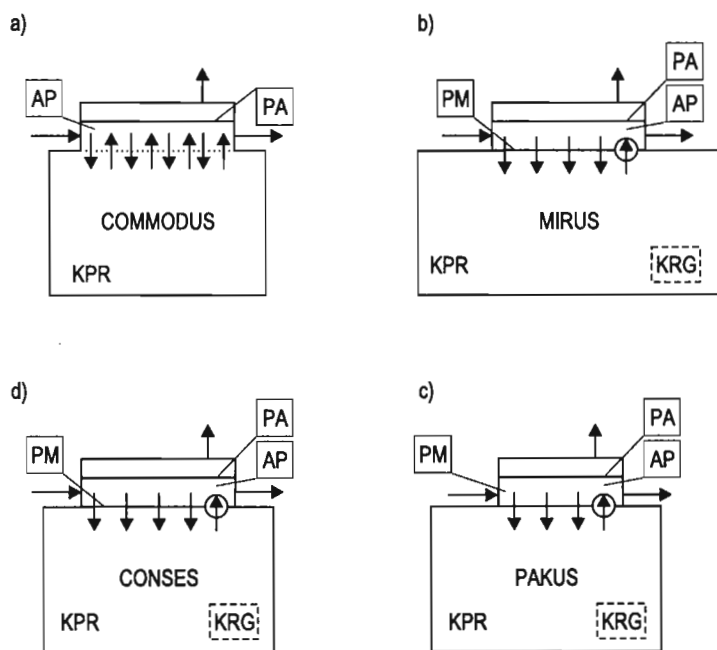 a)
AP
PA
COMMODUS
KPR
b)
PM
PA
AP
MIRUS
KPR KRG
d)
PM
PA
AP
CONSES
KPR KRG
c)
PM
PA
AP
PAKUS
KPR KRG